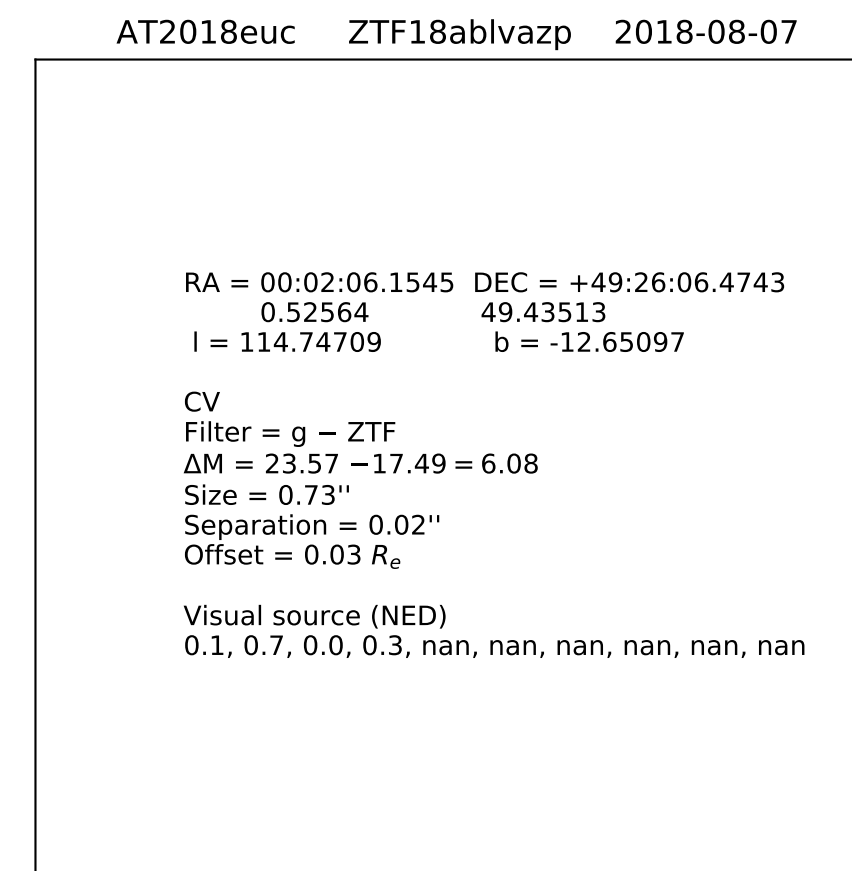 AT2018euc ZTF18ablvazp 2018-08-07
RA = 00:02:06.1545 DEC = +49:26:06.4743
0.52564 49.43513
l = 114.74709 b = -12.65097
CV
Filter = g − ZTF
ΔM = 23.57 −17.49 = 6.08
Size = 0.73''
Separation = 0.02''
Offset = 0.03 Rₑ
Visual source (NED)
0.1, 0.7, 0.0, 0.3, nan, nan, nan, nan, nan, nan